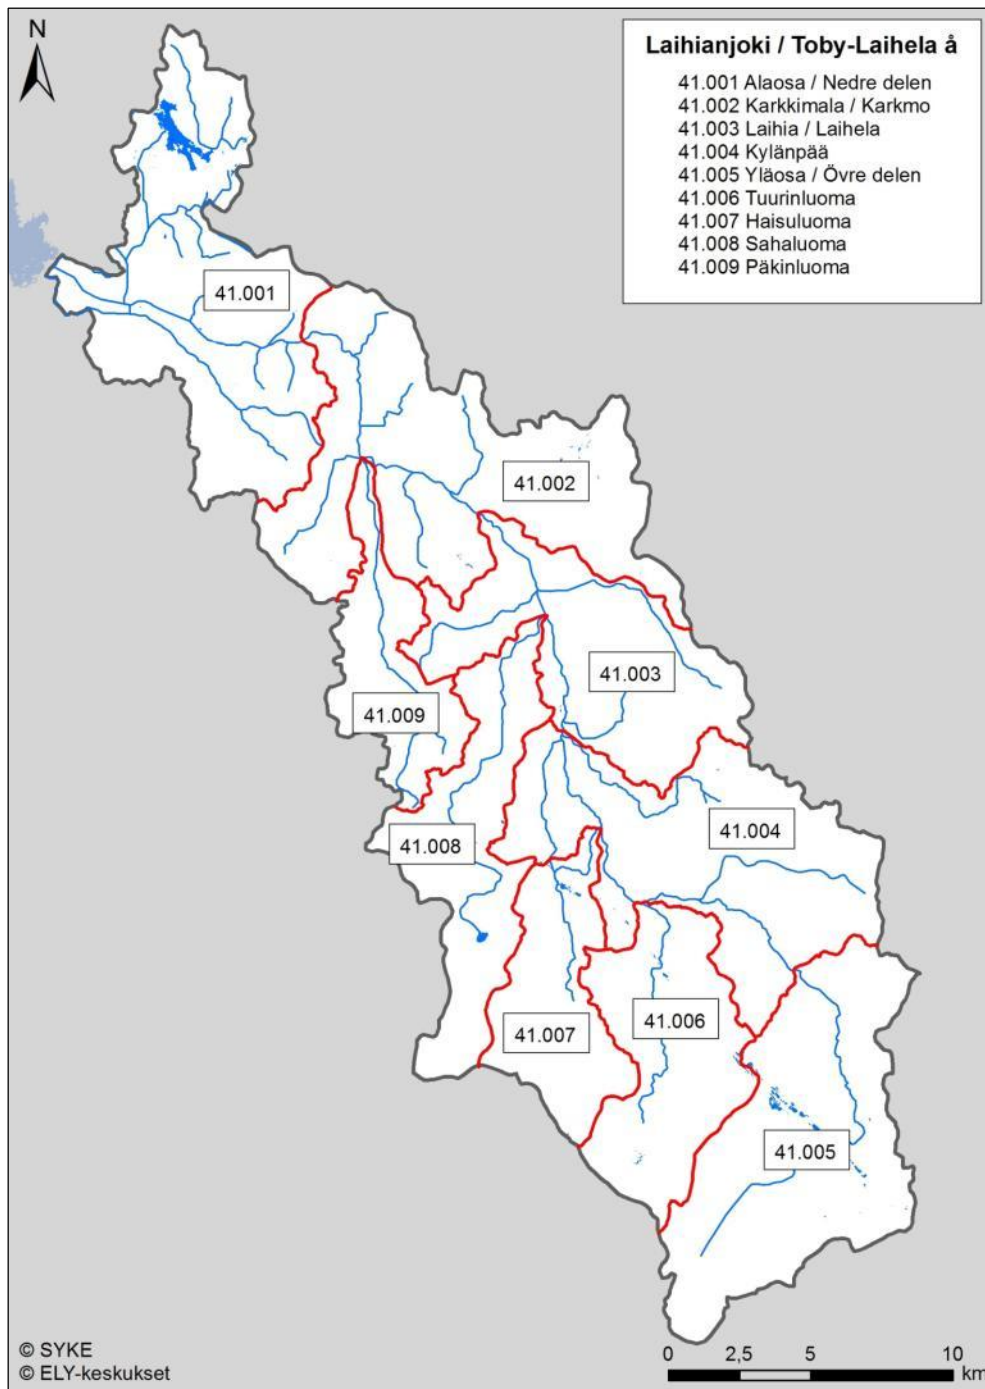 N
Laihianjoki / Toby-Laihela å
41.001 Alaosa / Nedre delen
41.002 Karkkimala / Karkmo
41.003 Laihia / Laihela
41.004 Kylänpää
41.005 Yläosa / Övre delen
41.006 Tuurinluoma
41.007 Haisuluoma
41.008 Sahaluoma
41.009 Päkinluoma
41.001
41.002
41.003
41.009
41.004
41.008
41.006
41.007
41.005
© SYKE
© ELY-keskukset
0 2,5 5 10
km